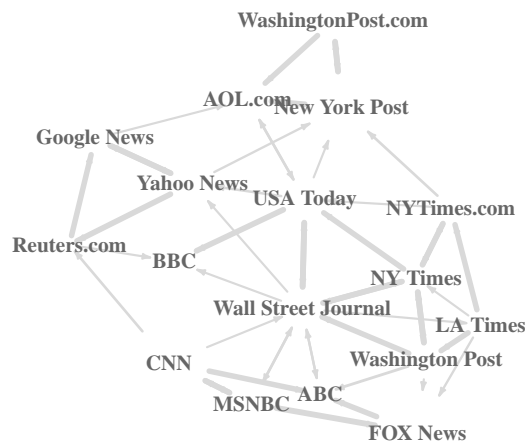 WashingtonPost.com
AOL.com
New York Post
Google News
Yahoo News
USA Today
NYTimes.com
Reuters.com
BBC
NY Times
Wall Street Journal
LA Times
Washington Post
CNN
ABC
MSNBC
FOX News